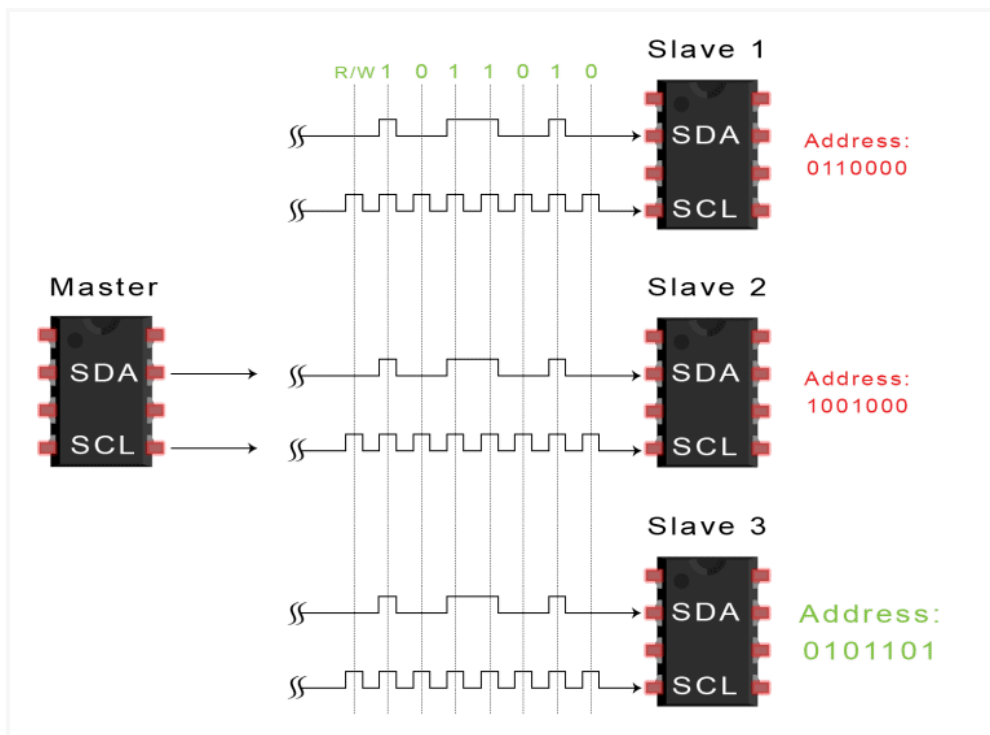 Slave 1
R/W 1 0 1 1 0 1 0
SDA
Address:
0110000
SCL
Master
Slave 2
SDA
SDA
Address:
1001000
SCL
SCL
Slave 3
SDA
Address:
0101101
SCL